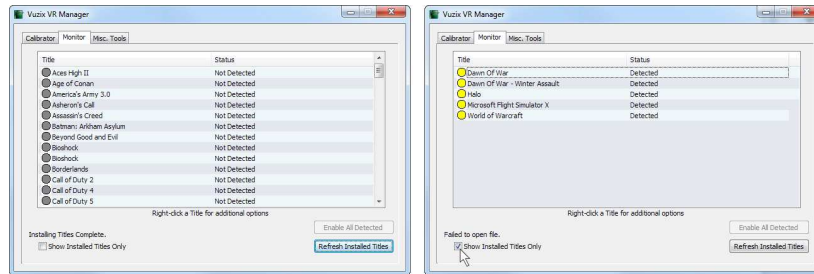 Vuzix VR Manager
Calibrator Monitor Misc. Tools
Title Status
Aces High II Not Detected
Age of Conan Not Detected
America's Army 3.0 Not Detected
Asheron's Call Not Detected
Assassin's Creed Not Detected
Batman: Arkham Asylum Not Detected
Beyond Good and Evil Not Detected
Bioshock Not Detected
Bioshock Not Detected
Borderlands Not Detected
Call of Duty 2 Not Detected
Call of Duty 4 Not Detected
Call of Duty 5 Not Detected
Right-click a Title for additional options
Enable All Detected
Installing Titles Complete.
Show Installed Titles Only Refresh Installed Titles
Vuzix VR Manager
Calibrator Monitor Misc. Tools
Title Status
Dawn Of War Detected
Dawn Of War - Winter Assault Detected
Halo Detected
Microsoft Flight Simulator X Detected
World of Warcraft Detected
Right-click a Title for additional options
Enable All Detected
Failed to open file.
Show Installed Titles Only Refresh Installed Titles